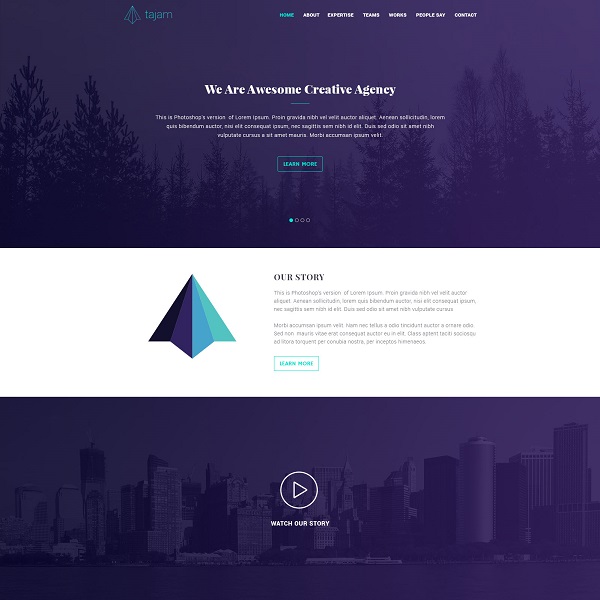 tajam
HOME ABOUT EXPERTISE TEAMS WORKS PEOPLE SAY CONTACT
We Are Awesome Creative Agency
This is Photoshop's version of Lorem Ipsum. Proin gravida nibh vel velit auctor aliquet. Aenean sollicitudin, lorem
quis bibendum auctor, nisi elit consequat ipsum, nec sagittis sem nibh id elit. Duis sed odio sit amet nibh
vulputate cursus a sit amet mauris. Morbi accumsan ipsum velit.
LEARN MORE
OUR STORY
This is Photoshop's version of Lorem Ipsum. Proin gravida nibh vel velit
auctor aliquet. Aenean sollicitudin, lorem quis bibendum auctor, nisi elit
consequat ipsum, nec sagittis sem nibh id elit. Duis sed odio sit amet nibh
vulputate cursus
Morbi accumsan ipsum velit. Nam nec tellus a odio tincidunt auctor a ornare odio.
Sed non mauris vitae erat consequat auctor eu in elit. Class aptent taciti sociosqu
ad litora torquent per conubia nostra, per inceptos himenaeos.
LEARN MORE
WATCH OUR STORY